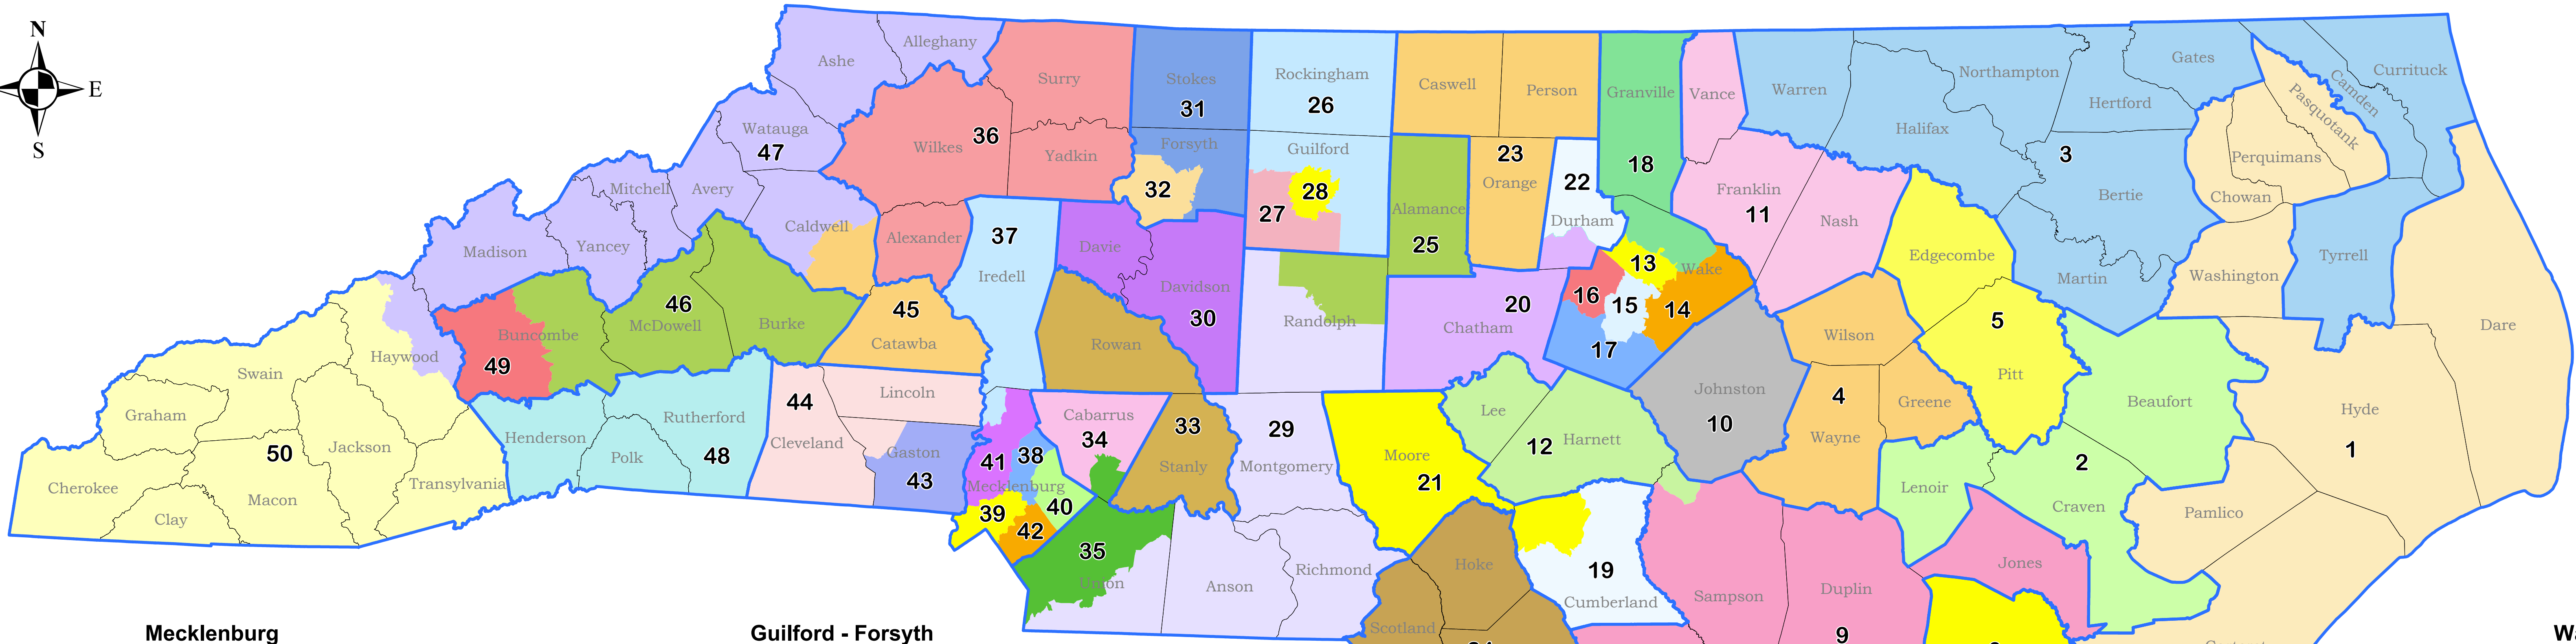 N
E
S
Ashe
Alleghany
Surry
Stokes
31
Rockingham
26
Caswell
Person
Granville
Vance
Warren
Northampton
Gates
Hertford
Camden
Currituck
Pasquotank
Watauga
47
Wilkes
36
Yadkin
Forsyth
32
Guilford
27
28
Alamance
25
23
Orange
22
Durham
18
Franklin
11
Nash
Halifax
3
Bertie
Perquimans
Chowan
Mitchell
Avery
Caldwell
Alexander
37
Iredell
Davie
Davidson
30
Randolph
Madison
Yancey
46
McDowell
Burke
45
Catawba
Rowan
Chatham
20
13
Wake
16
15
14
17
Edgecombe
Martin
Washington
Tyrrell
Dare
Haywood
Buncombe
49
Swain
Graham
Jackson
50
Cherokee
Clay
Macon
Transylvania
Henderson
Polk
Rutherford
48
44
Cleveland
Lincoln
Gaston
43
41
38
Mecklenburg
39
40
42
Cabarrus
34
33
Stanly
29
Montgomery
Moore
21
Lee
12
Harnett
Johnston
10
Wilson
4
Greene
Wayne
5
Pitt
Beaufort
Hyde
1
2
Lenoir
Craven
Pamlico
Jones
35
Union
Anson
Richmond
Hoke
Scotland
19
Cumberland
Sampson
Duplin
9
Mecklenburg
Guilford - Forsyth
W